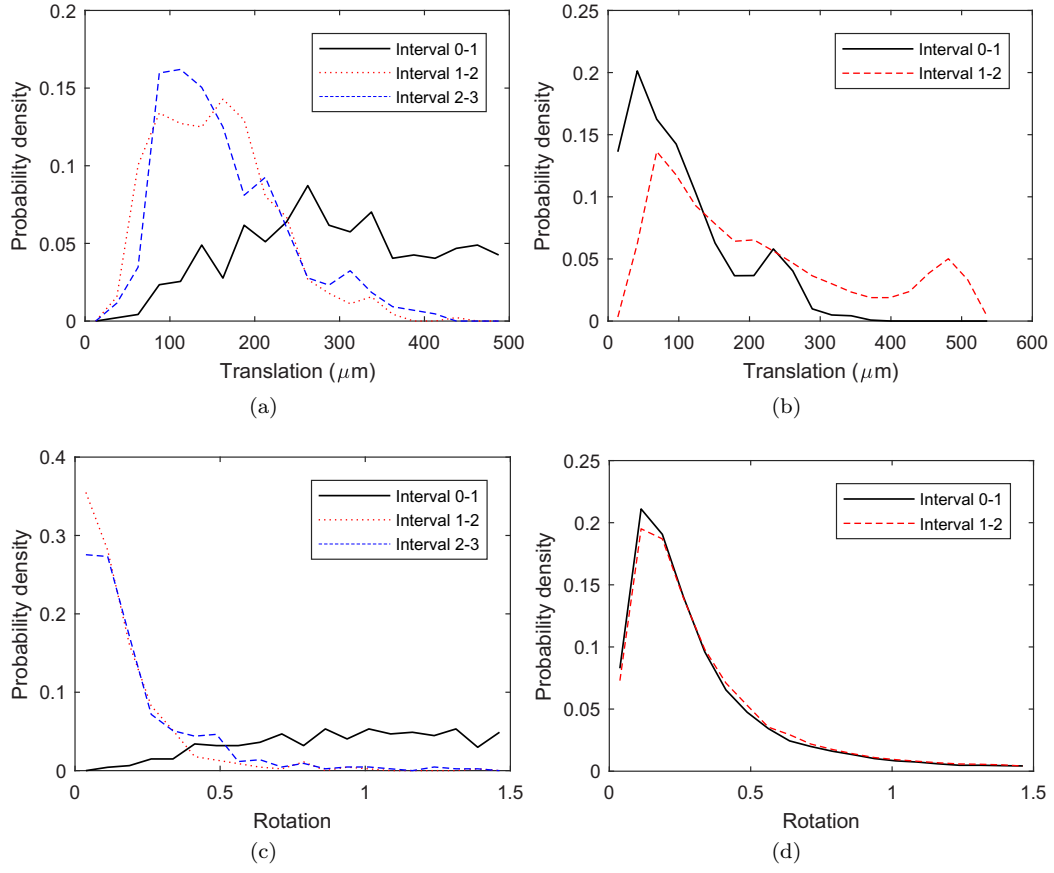 0.2
0.15
0.1
0.05
0
Probability density
0 100 200 300 400 500
Translation (μm)
Interval 0-1
Interval 1-2
Interval 2-3
(a)
0.25
0.2
0.15
0.1
0.05
0
Probability density
0 100 200 300 400 500 600
Translation (μm)
Interval 0-1
Interval 1-2
(b)
0.4
0.3
0.2
0.1
0
Probability density
0 0.5 1 1.5
Rotation
Interval 0-1
Interval 1-2
Interval 2-3
(c)
0.25
0.2
0.15
0.1
0.05
0
Probability density
0 0.5 1 1.5
Rotation
Interval 0-1
Interval 1-2
(d)